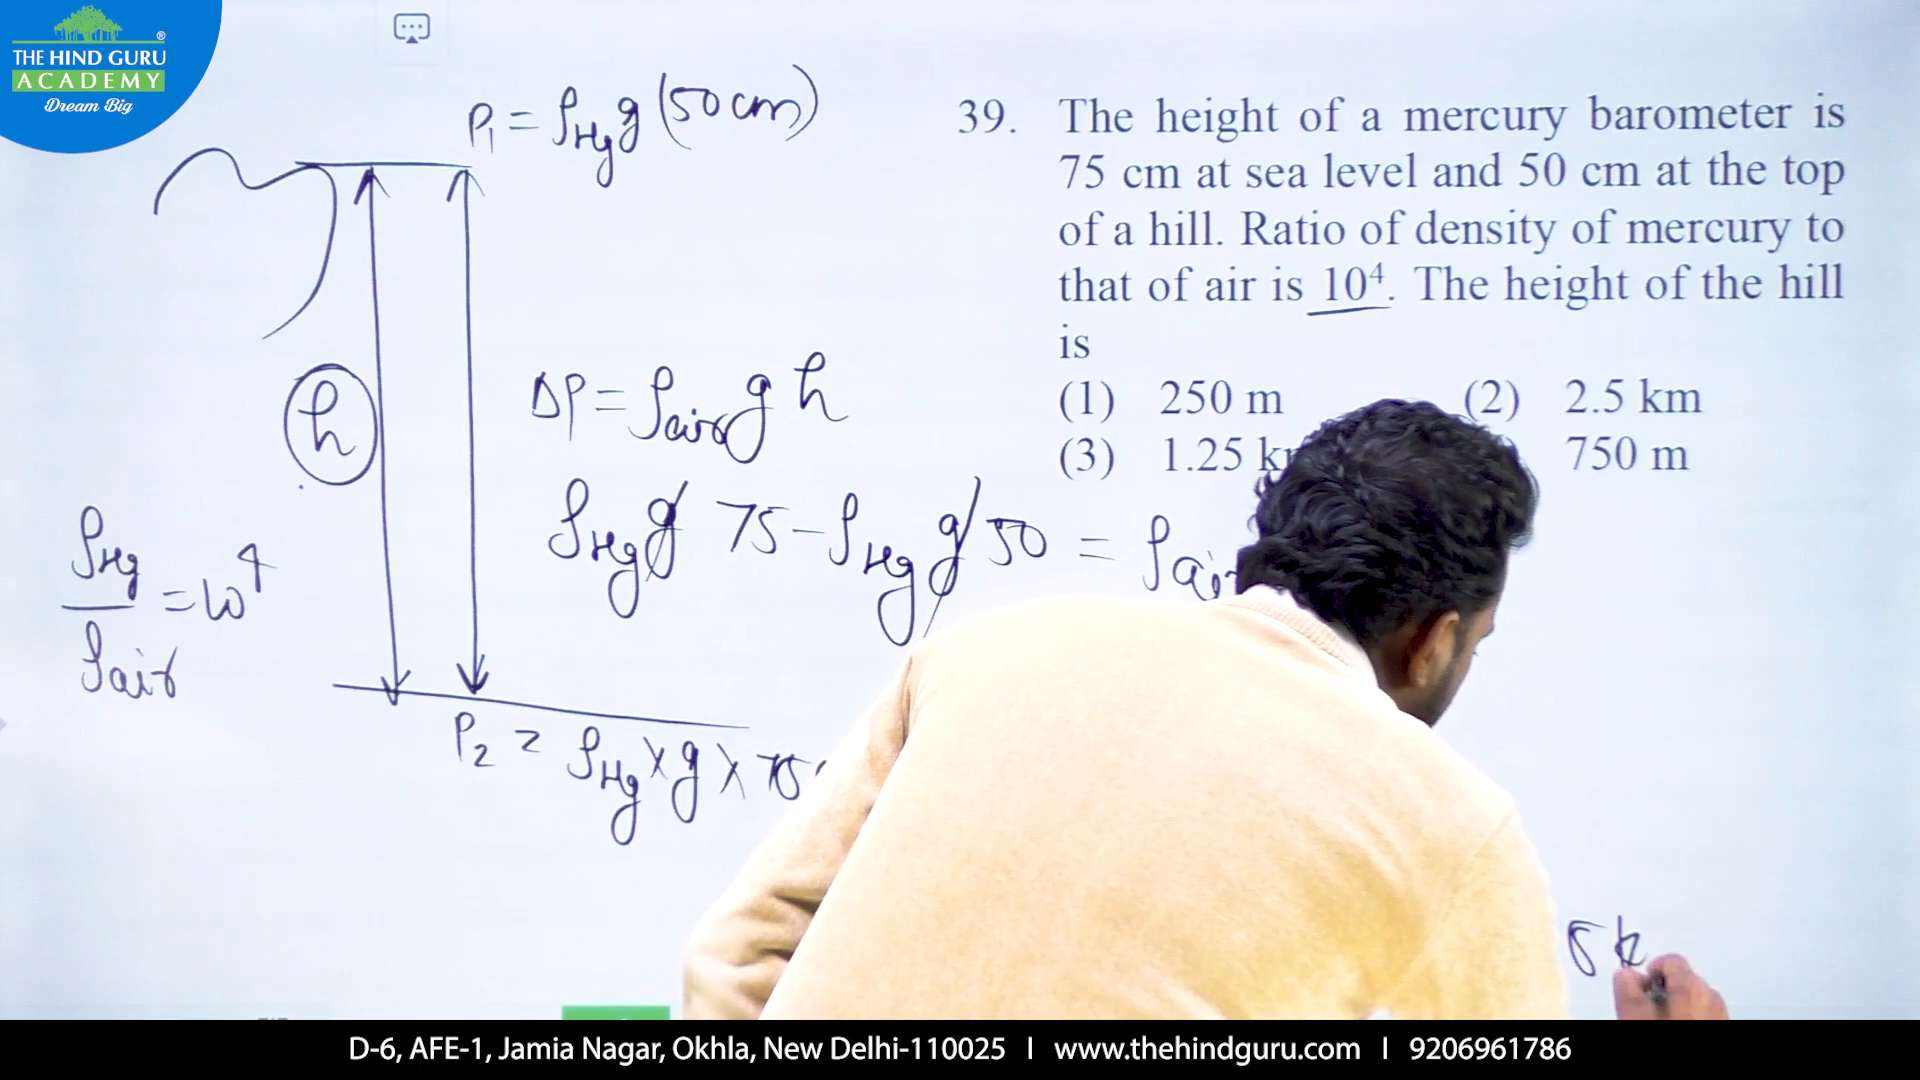 THE HIND GURU
ACADEMY
Dream Big
®
P₁ = ρHg g (50 cm)
39. The height of a mercury barometer is
75 cm at sea level and 50 cm at the top
of a hill. Ratio of density of mercury to
that of air is 10⁴. The height of the hill
is
(1) 250 m (2) 2.5 km
(3) 1.25 750 m
h
ΔP = ρair g h
ρHg g 75 - ρHg g 50 = ρair
ρHg
/ρair = 10⁴
P₂ = ρHg × g × 75
5 k
D-6, AFE-1, Jamia Nagar, Okhla, New Delhi-110025 | www.thehindguru.com | 9206961786